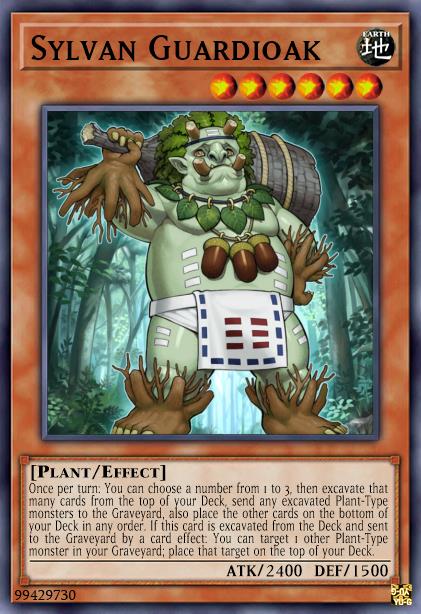 SYLVAN GUARDIOAK
EARTH
地
[PLANT/EFFECT]
Once per turn: You can choose a number from 1 to 3, then excavate that
many cards from the top of your Deck, send any excavated Plant-Type
monsters to the Graveyard, also place the other cards on the bottom of
your Deck in any order. If this card is excavated from the Deck and sent
to the Graveyard by a card effect: You can target 1 other Plant-Type
monster in your Graveyard; place that target on the top of your Deck.
ATK/2400 DEF/1500
99429730